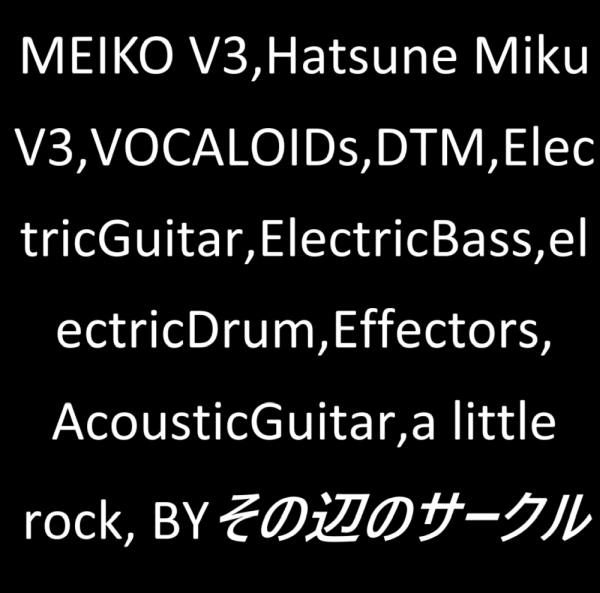 MEIKO V3,Hatsune Miku
V3,VOCALOIDs,DTM,Elec
tricGuitar,ElectricBass,el
ectricDrum,Effectors,
AcousticGuitar,a little
rock, BYその辺のサークル